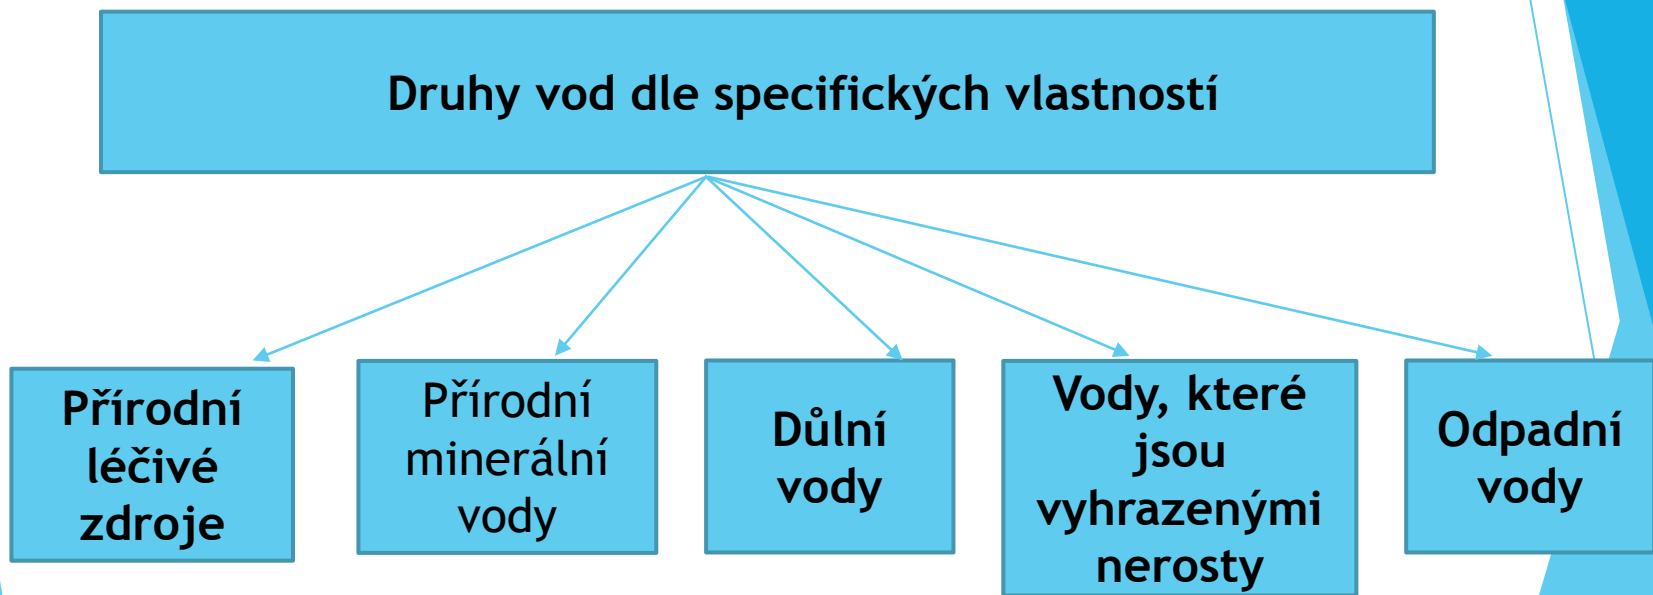 Druhy vod dle specifických vlastností
Přírodní
léčivé
zdroje
Přírodní
minerální
vody
Důlní
vody
Vody, které
jsou
vyhrazenými
nerosty
Odpadní
vody